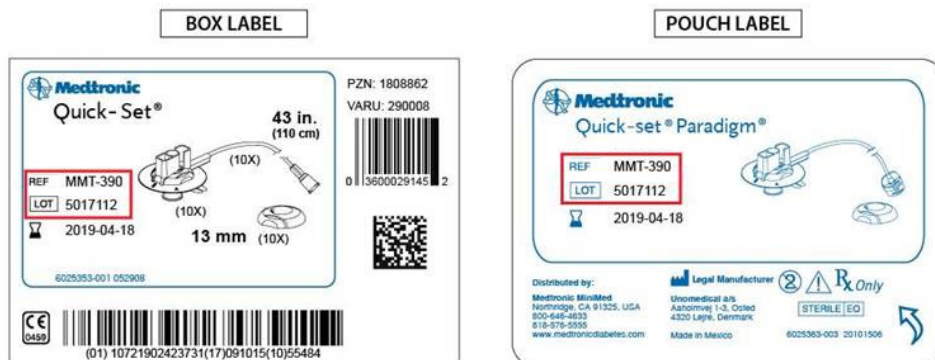 BOX LABEL
Medtronic
Quick-Set®
43 in.
(110 cm)
(10X)
REF MMT-390
LOT 5017112
(10X)
2019-04-18
13 mm (10X)
6025353-001 052908
PZN: 1808862
VARU: 290008
0 3600029145 2
CE
0459
(01) 10721902423731(17)091015(10)55484
POUCH LABEL
Medtronic
Quick-set® Paradigm®
REF MMT-390
LOT 5017112
2019-04-18
Distributed by:
Medtronic MiniMed
Northridge, CA 91325, USA
800-646-4633
818-576-5555
www.medtronicdiabetes.com
Legal Manufacturer
Unomedical a/s
Aaholmvej 1-3, Osted
4320 Lejre, Denmark
Made in Mexico
2
Rx Only
STERILE EO
6025363-003 20101506